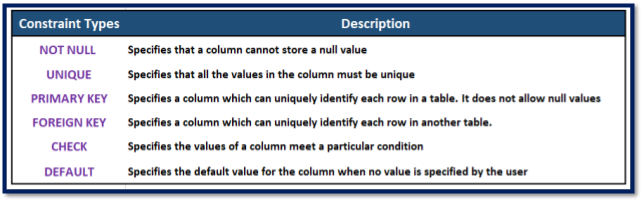 Constraint Types Description
NOT NULL Specifies that a column cannot store a null value
UNIQUE Specifies that all the values in the column must be unique
PRIMARY KEY Specifies a column which can uniquely identify each row in a table. It does not allow null values
FOREIGN KEY Specifies a column which can uniquely identify each row in another table.
CHECK Specifies the values of a column meet a particular condition
DEFAULT Specifies the default value for the column when no value is specified by the user